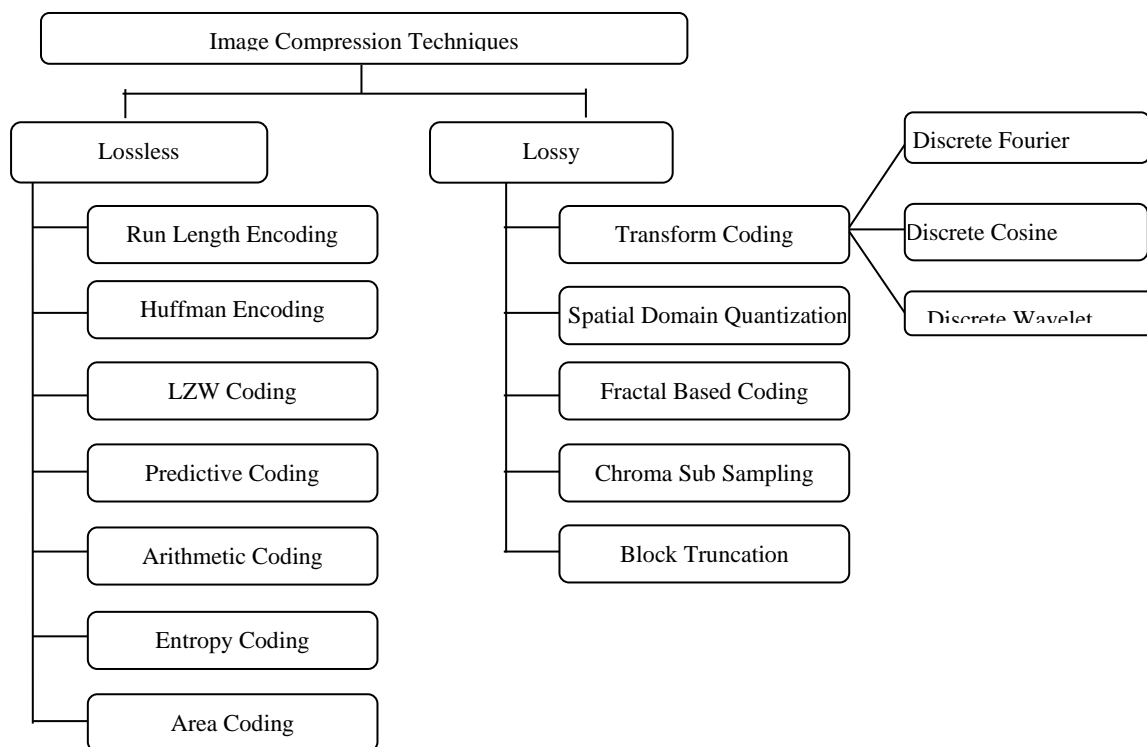 Image Compression Techniques
Lossless
Lossy
Run Length Encoding
Huffman Encoding
LZW Coding
Predictive Coding
Arithmetic Coding
Entropy Coding
Area Coding
Transform Coding
Spatial Domain Quantization
Fractal Based Coding
Chroma Sub Sampling
Block Truncation
Discrete Fourier
Discrete Cosine
Discrete Wavelet